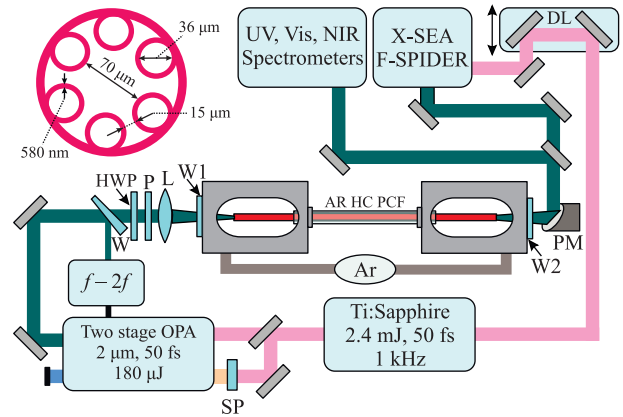 36 μm
70 μm
15 μm
580 nm
UV, Vis, NIR
Spectrometers
X-SEA
F-SPIDER
DL
HWP
P
L
W1
W
AR HC PCF
PM
W2
Ar
f−2f
Two stage OPA
2 μm, 50 fs
180 μJ
SP
Ti:Sapphire
2.4 mJ, 50 fs
1 kHz